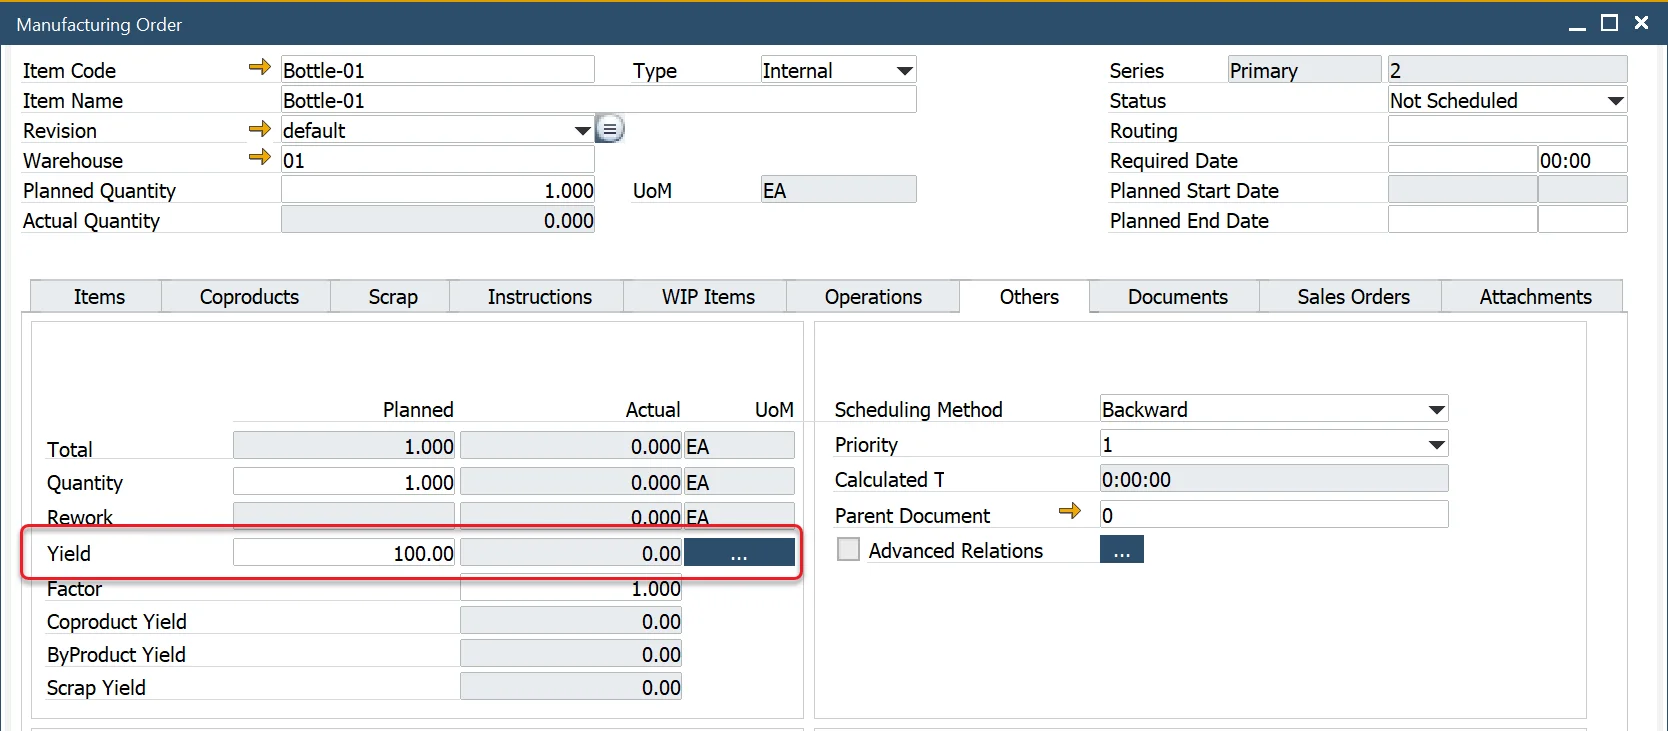 Manufacturing Order
Item Code Bottle-01 Type Internal Series Primary 2
Item Name Bottle-01 Status Not Scheduled
Revision default Routing
Warehouse 01 Required Date 00:00
Planned Quantity 1.000 UoM EA Planned Start Date
Actual Quantity 0.000 Planned End Date
Items Coproducts Scrap Instructions WIP Items Operations Others Documents Sales Orders Attachments
Planned Actual UoM Scheduling Method Backward
Total 1.000 0.000 EA Priority 1
Quantity 1.000 0.000 EA Calculated T 0:00:00
Rework 0.000 EA Parent Document 0
Yield 100.00 0.00 ... Advanced Relations ...
Factor 1.000
Coproduct Yield 0.00
ByProduct Yield 0.00
Scrap Yield 0.00